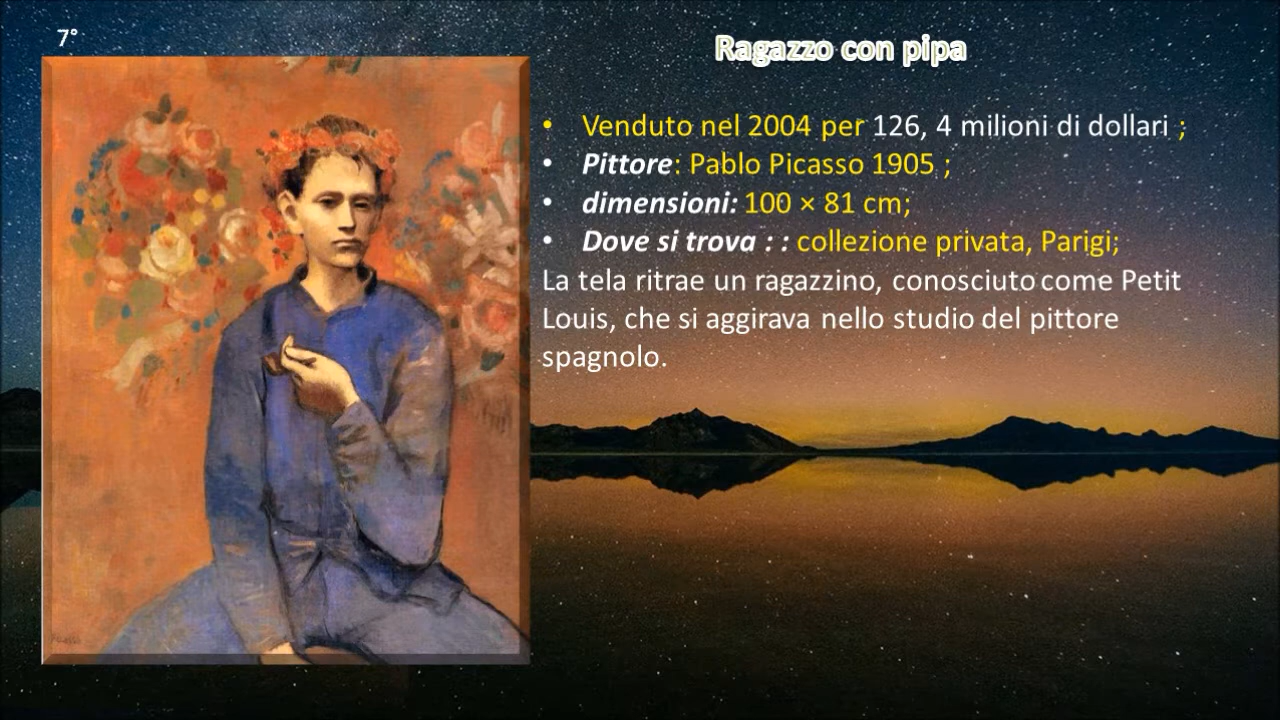 7°
Ragazzo con pipa
• Venduto nel 2004 per 126, 4 milioni di dollari ;
• Pittore: Pablo Picasso 1905 ;
• dimensioni: 100 × 81 cm;
• Dove si trova : : collezione privata, Parigi;
La tela ritrae un ragazzino, conosciuto come Petit
Louis, che si aggirava nello studio del pittore
spagnolo.